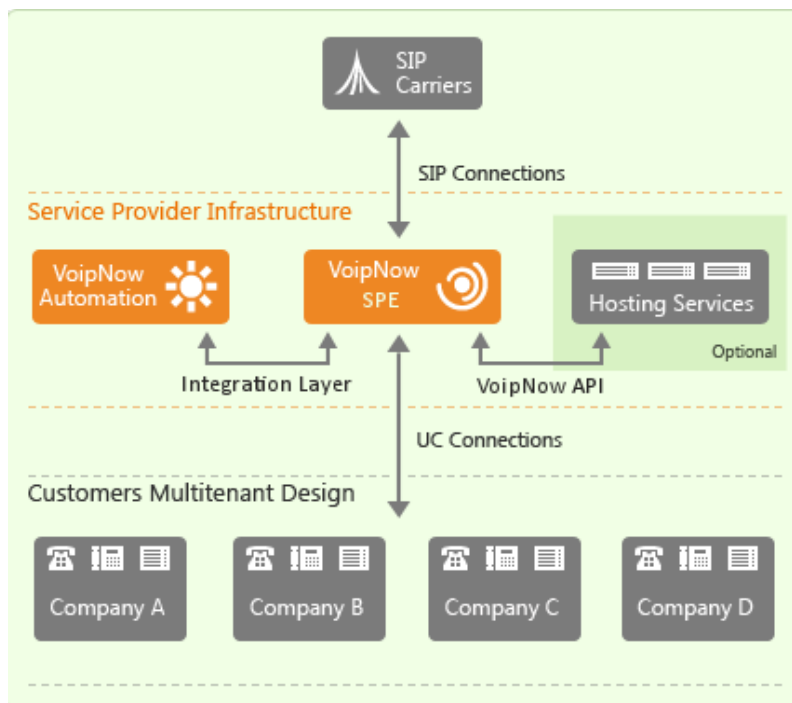 SIP
Carriers
SIP Connections
Service Provider Infrastructure
VoipNow
Automation
VoipNow
SPE
Hosting Services
Optional
Integration Layer
VoipNow API
UC Connections
Customers Multitenant Design
Company A
Company B
Company C
Company D